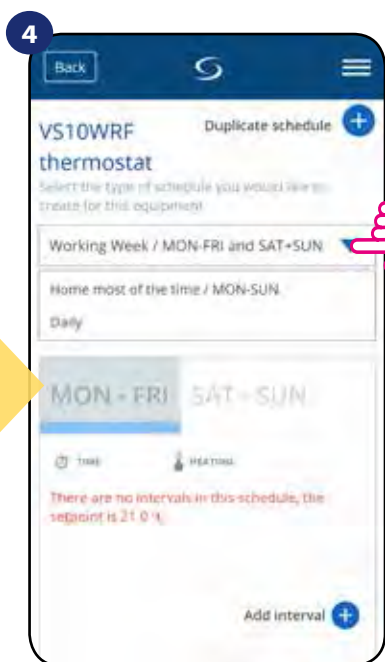 4
Back
VS10WRF
thermostat
Duplicate schedule
Select the type of schedule you would like to
create for this equipment
Working Week / MON-FRI and SAT+SUN
Home most of the time / MON-SUN
Daily
MON - FRI SAT - SUN
TIME HEATING
There are no intervals in this schedule, the
setpoint is 21.0 °C
Add interval